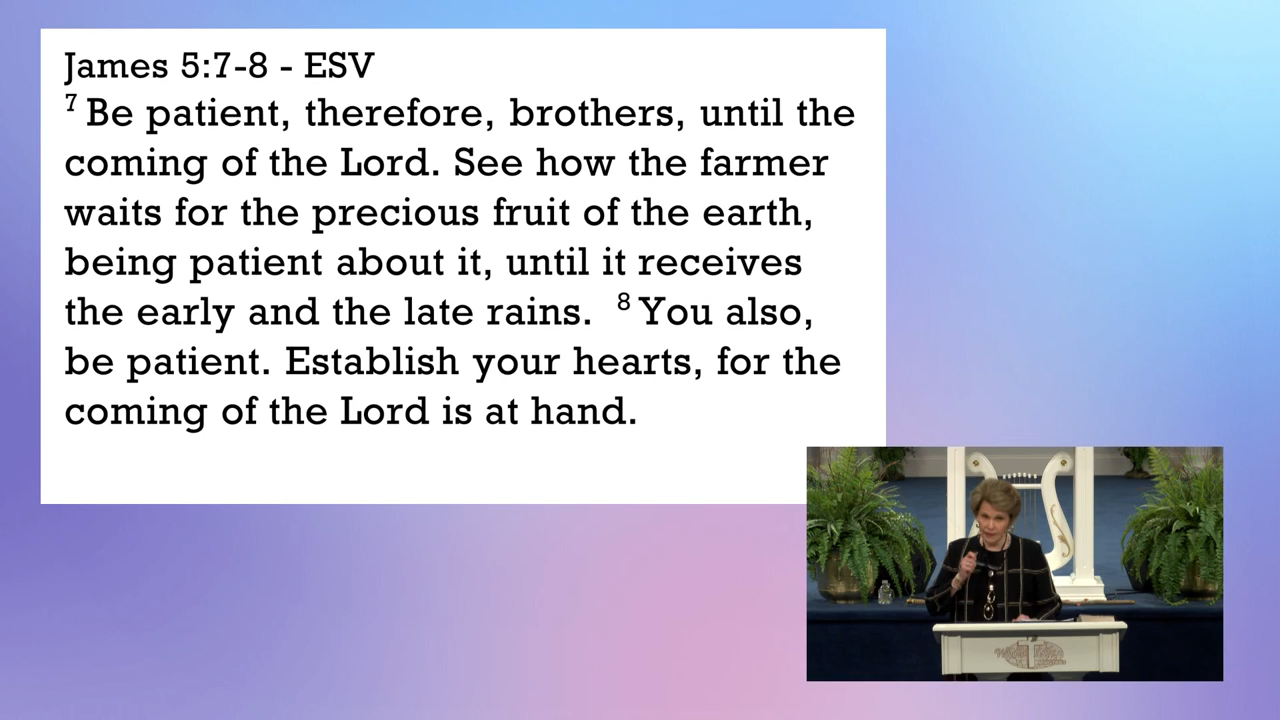 James 5:7-8 - ESV
7 Be patient, therefore, brothers, until the
coming of the Lord. See how the farmer
waits for the precious fruit of the earth,
being patient about it, until it receives
the early and the late rains. 8 You also,
be patient. Establish your hearts, for the
coming of the Lord is at hand.